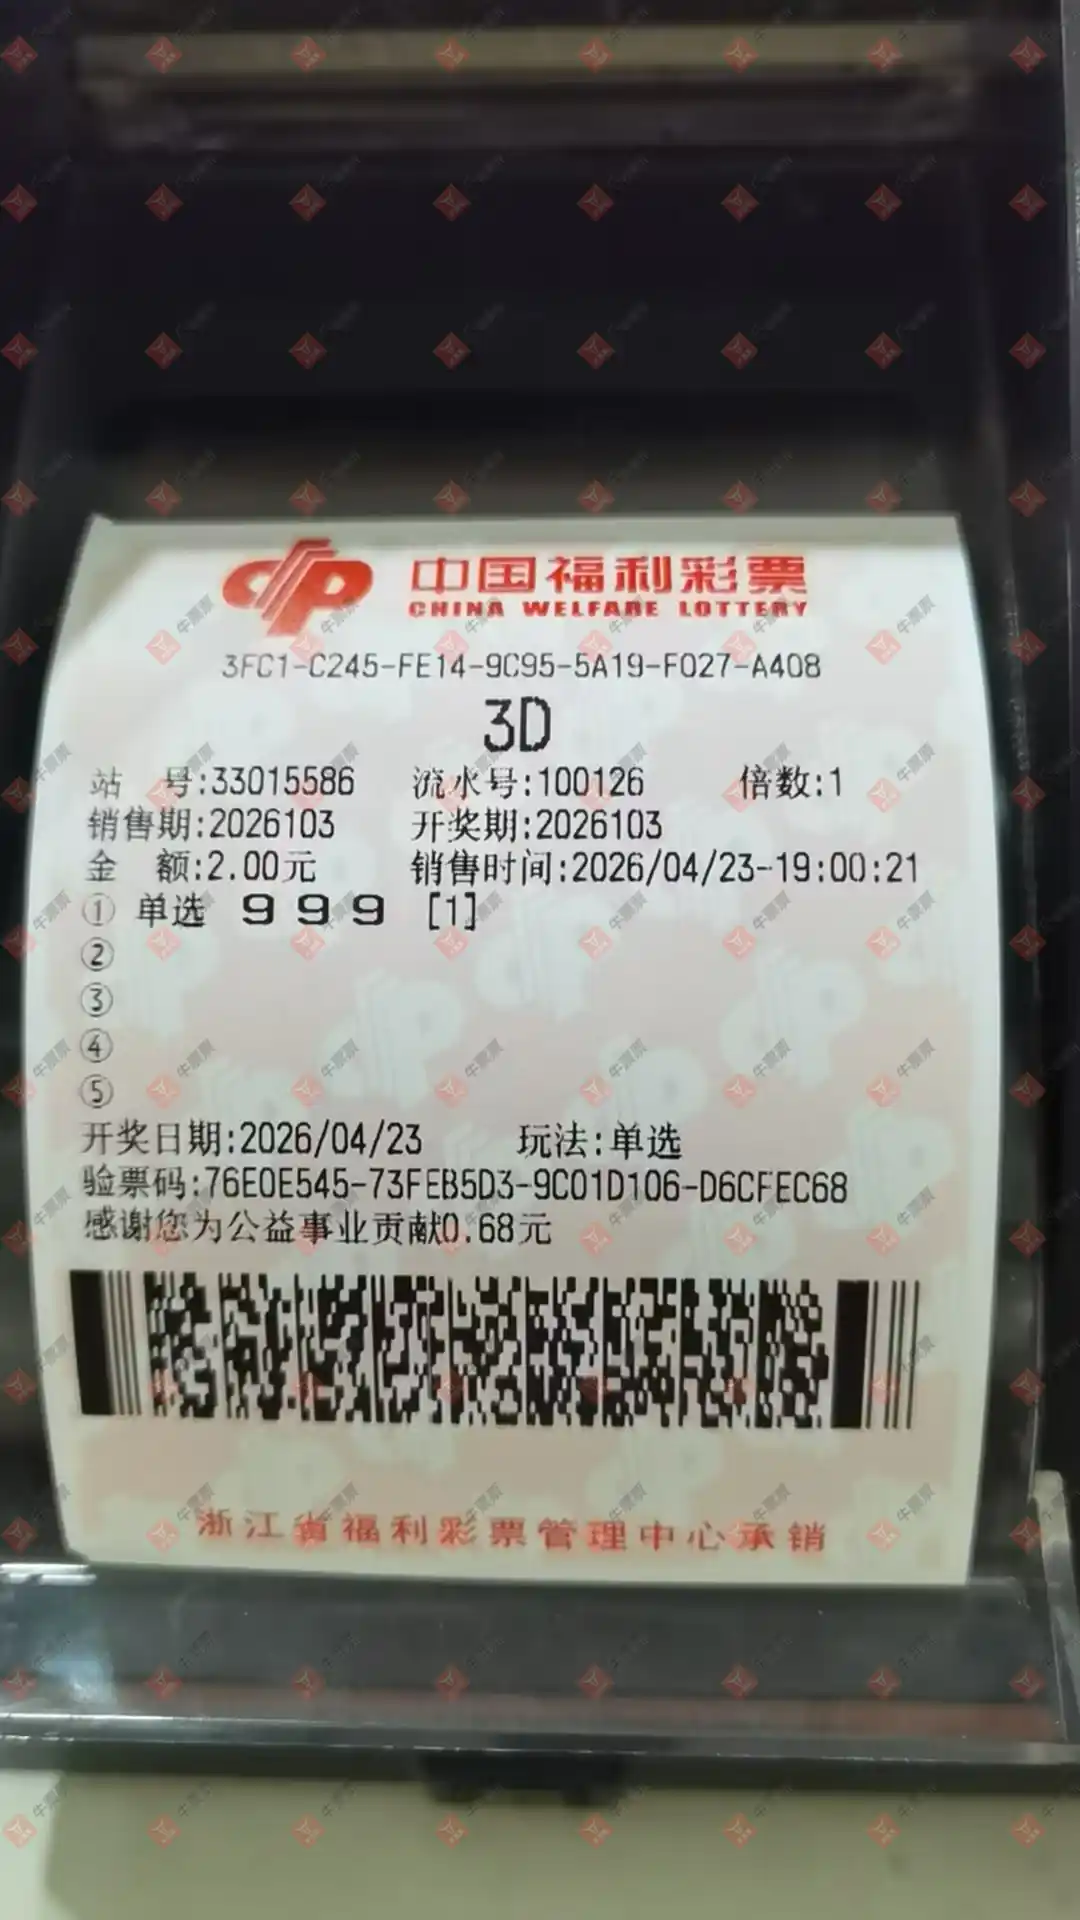 中国福利彩票
CHINA WELFARE LOTTERY
3FC1-C245-FE14-9C95-5A19-F027-A408
3D
站 号:33015586 流水号:100126 倍数:1
销售期:2026103 开奖期:2026103
金 额:2.00元 销售时间:2026/04/23-19:00:21
① 单选 9 9 9 [1]
②
③
④
⑤
开奖日期:2026/04/23 玩法:单选
验票码:76E0E545-73FEB5D3-9C01D106-D6CFEC68
感谢您为公益事业贡献0.68元
浙江省福利彩票管理中心承销
牛票票